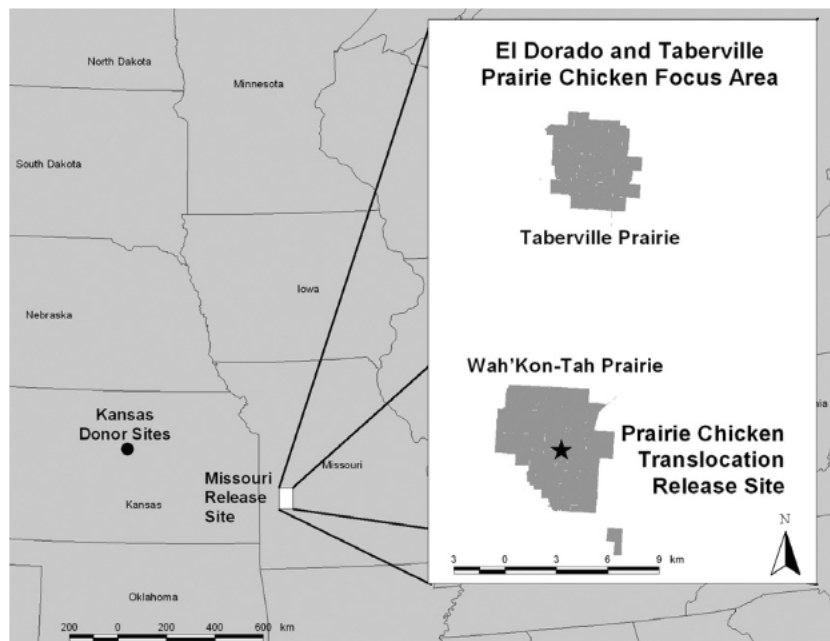 North Dakota
Minnesota
South Dakota
Iowa
Nebraska
Kansas
Donor Sites
Kansas
Missouri
Release
Site
Missouri
Oklahoma
200 0 200 400 600 km
El Dorado and Taberville
Prairie Chicken Focus Area
Taberville Prairie
Wah'Kon-Tah Prairie
Prairie Chicken
Translocation
Release Site
N
3 0 3 6 9
km